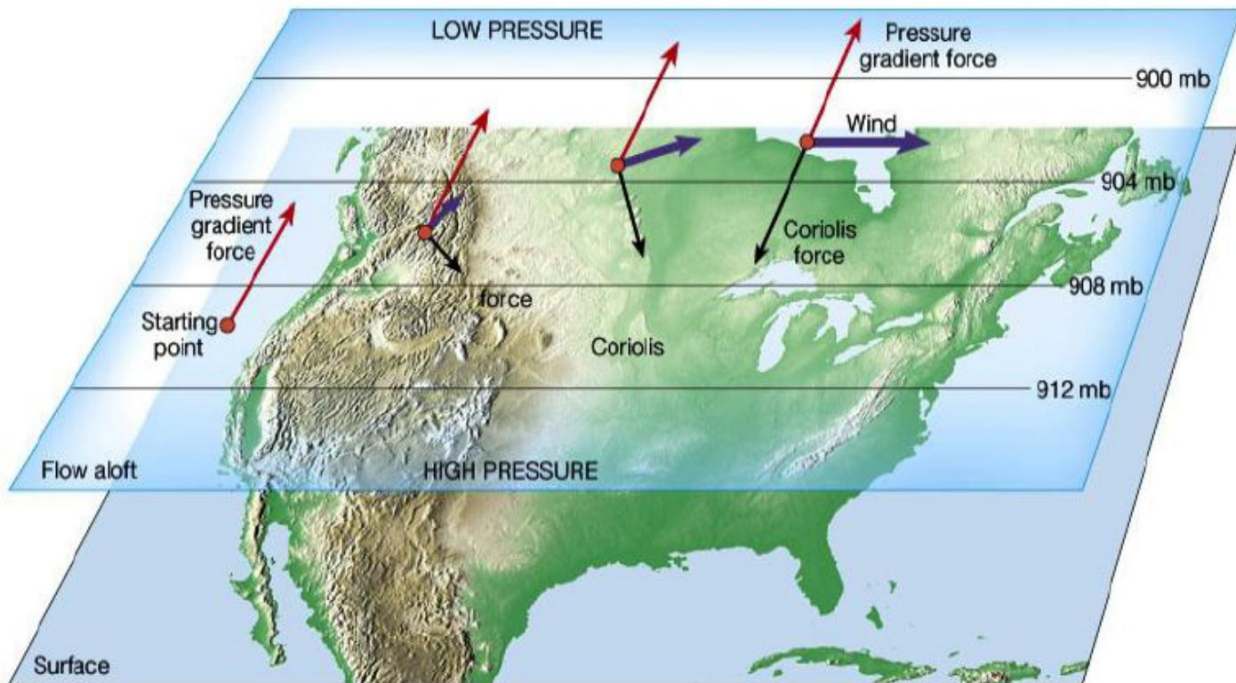 LOW PRESSURE
Pressure
gradient force
900 mb
Wind
904 mb
Pressure
gradient
force
Coriolis
force
908 mb
force
Starting
point
Coriolis
912 mb
Flow aloft
HIGH PRESSURE
Surface